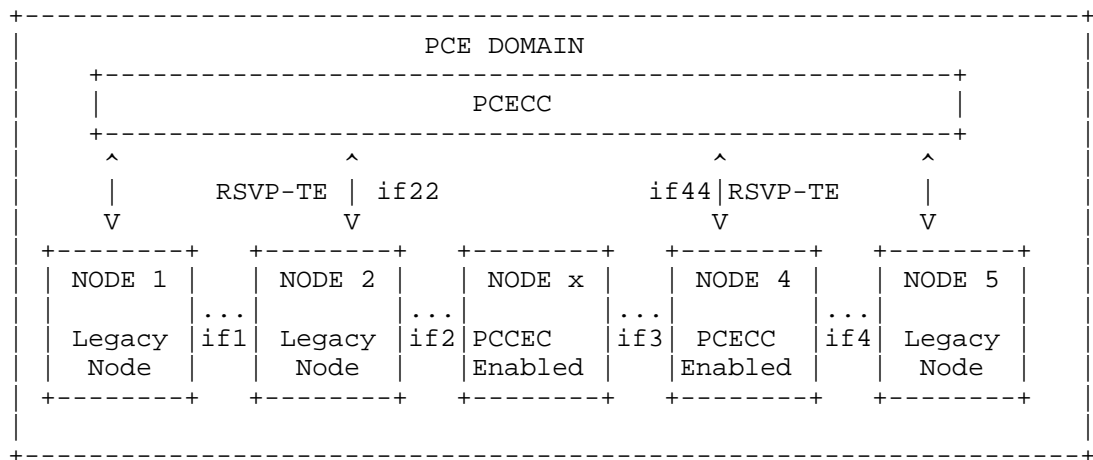 PCE DOMAIN
PCECC
RSVP-TE if22 if44 RSVP-TE
NODE 1 NODE 2 NODE x NODE 4 NODE 5
... ... ... ...
Legacy if1 Legacy if2 PCCEC if3 PCECC if4 Legacy
Node Node Enabled Enabled Node